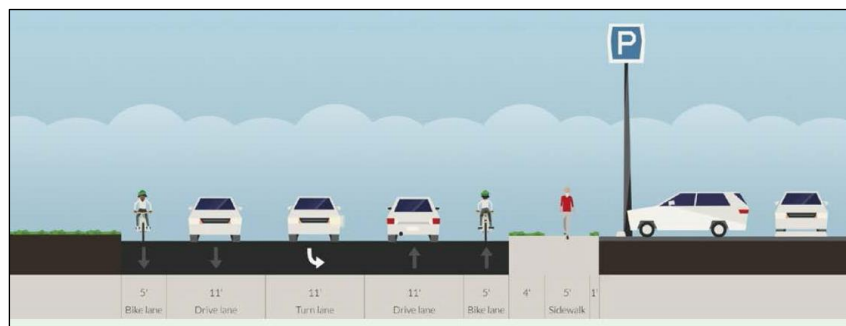 P
5' 11' 11' 11' 5' 4' 5' 1'
Bike lane Drive lane Turn lane Drive lane Bike lane Sidewalk